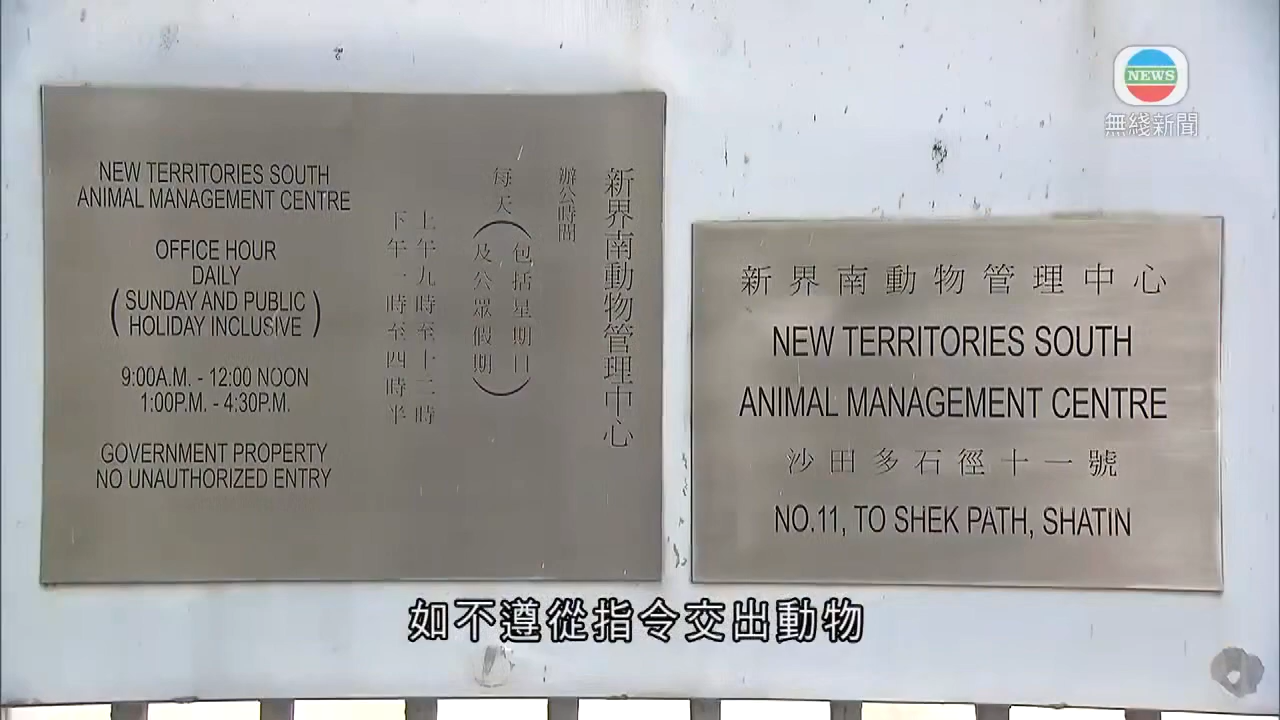 NEW TERRITORIES SOUTH
ANIMAL MANAGEMENT CENTRE
OFFICE HOUR
DAILY
(SUNDAY AND PUBLIC
HOLIDAY INCLUSIVE)
9:00A.M. - 12:00 NOON
1:00P.M. - 4:30P.M.
GOVERNMENT PROPERTY
NO UNAUTHORIZED ENTRY
新界南動物管理中心
辦公時間
每天(包括星期日
及公眾假期)
上午九時至十二時
下午一時至四時半
新界南動物管理中心
NEW TERRITORIES SOUTH
ANIMAL MANAGEMENT CENTRE
沙田多石徑十一號
NO.11, TO SHEK PATH, SHATIN
NEWS
無綫新聞
如不遵從指令交出動物